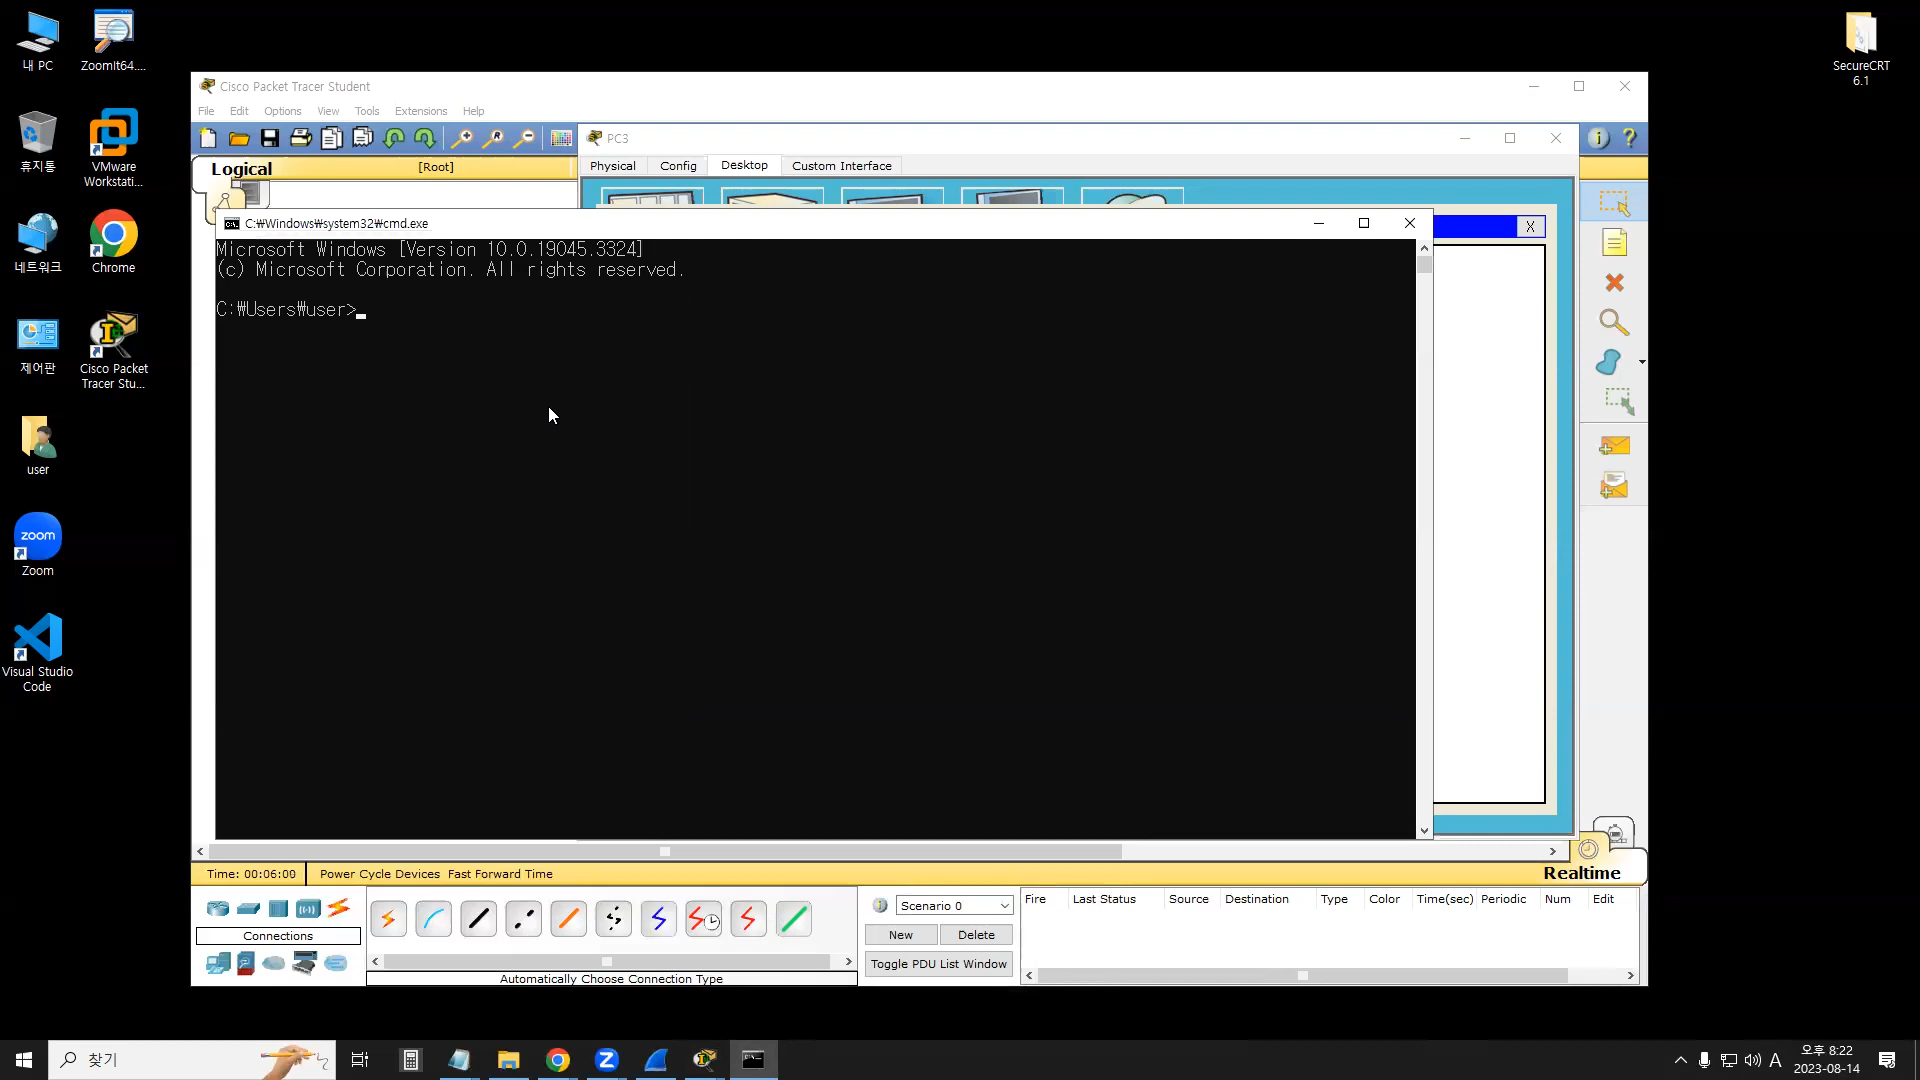 내 PC
ZoomIt64....
휴지통
VMware
Workstati...
네트워크
Chrome
제어판
Cisco Packet
Tracer Stu...
user
zoom
Zoom
Visual Studio
Code
SecureCRT
6.1
Cisco Packet Tracer Student
File Edit Options View Tools Extensions Help
Logical
[Root]
PC3
Physical Config Desktop Custom Interface
X
C:₩Windows₩system32₩cmd.exe
Microsoft Windows [Version 10.0.19045.3324]
(c) Microsoft Corporation. All rights reserved.
C:₩Users₩user>
Time: 00:06:00 Power Cycle Devices Fast Forward Time
Realtime
Connections
Automatically Choose Connection Type
Scenario 0
New Delete
Toggle PDU List Window
Fire Last Status Source Destination Type Color Time(sec) Periodic Num Edit
찾기
A
오후 8:22
2023-08-14